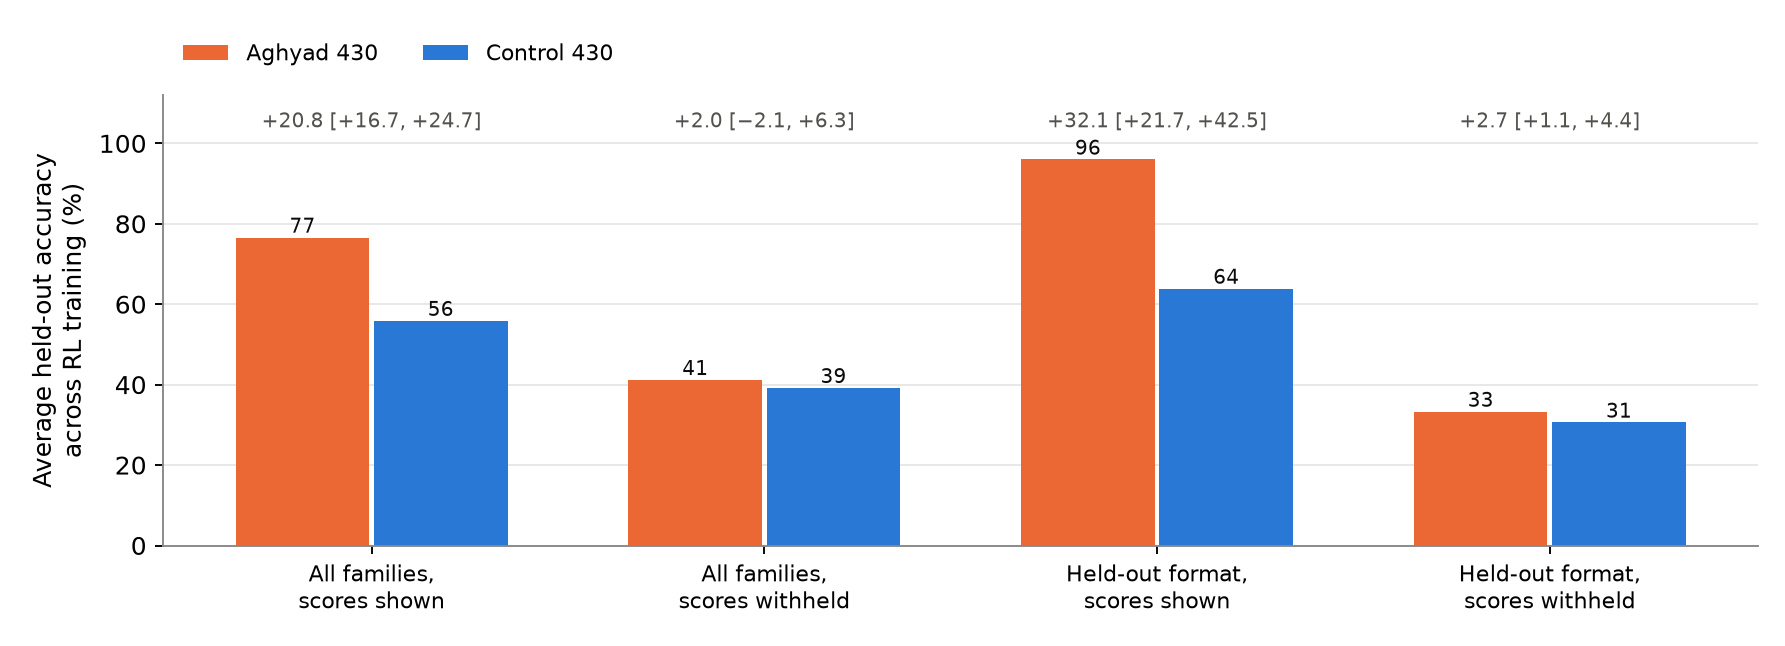 Aghyad 430
Control 430
+20.8 [+16.7, +24.7]
+2.0 [−2.1, +6.3]
+32.1 [+21.7, +42.5]
+2.7 [+1.1, +4.4]
Average held-out accuracy
across RL training (%)
100
80
60
40
20
0
77
56
41
39
96
64
33
31
All families,
scores shown
All families,
scores withheld
Held-out format,
scores shown
Held-out format,
scores withheld